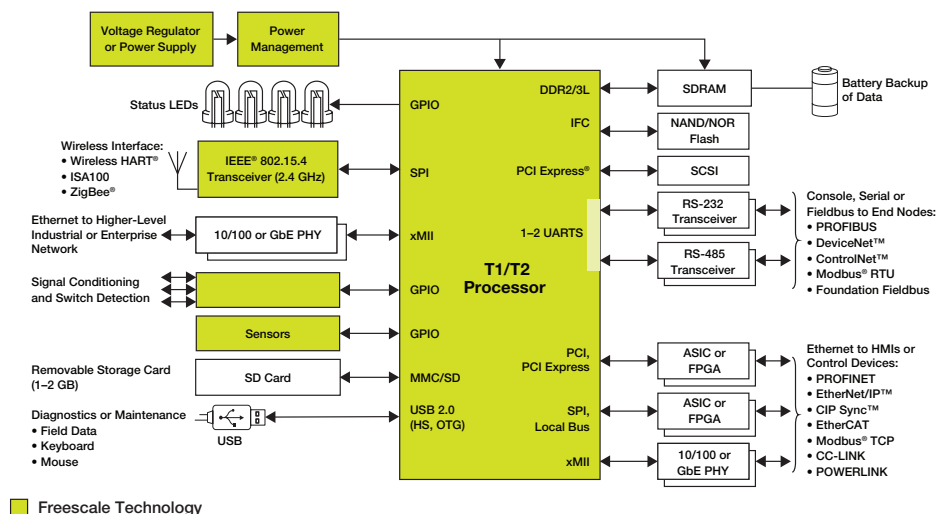 Voltage Regulator
or Power Supply
Power
Management
Status LEDs
GPIO
DDR2/3L
SDRAM
Battery Backup
of Data
IFC
NAND/NOR
Flash
Wireless Interface:
• Wireless HART®
• ISA100
• ZigBee®
IEEE® 802.15.4
Transceiver (2.4 GHz)
SPI
PCI Express®
SCSI
Ethernet to Higher-Level
Industrial or Enterprise
Network
10/100 or GbE PHY
xMII
1–2 UARTS
RS-232
Transceiver
RS-485
Transceiver
Console, Serial or
Fieldbus to End Nodes:
• PROFIBUS
• DeviceNet™
• ControlNet™
• Modbus® RTU
• Foundation Fieldbus
T1/T2
Processor
Signal Conditioning
and Switch Detection
GPIO
Sensors
GPIO
Removable Storage Card
(1–2 GB)
SD Card
MMC/SD
Diagnostics or Maintenance
• Field Data
• Keyboard
• Mouse
USB
USB 2.0
(HS, OTG)
PCI,
PCI Express
ASIC or
FPGA
SPI,
Local Bus
ASIC or
FPGA
xMII
10/100 or
GbE PHY
Ethernet to HMIs or
Control Devices:
• PROFINET
• EtherNet/IP™
• CIP Sync™
• EtherCAT
• Modbus® TCP
• CC-LINK
• POWERLINK
Freescale Technology